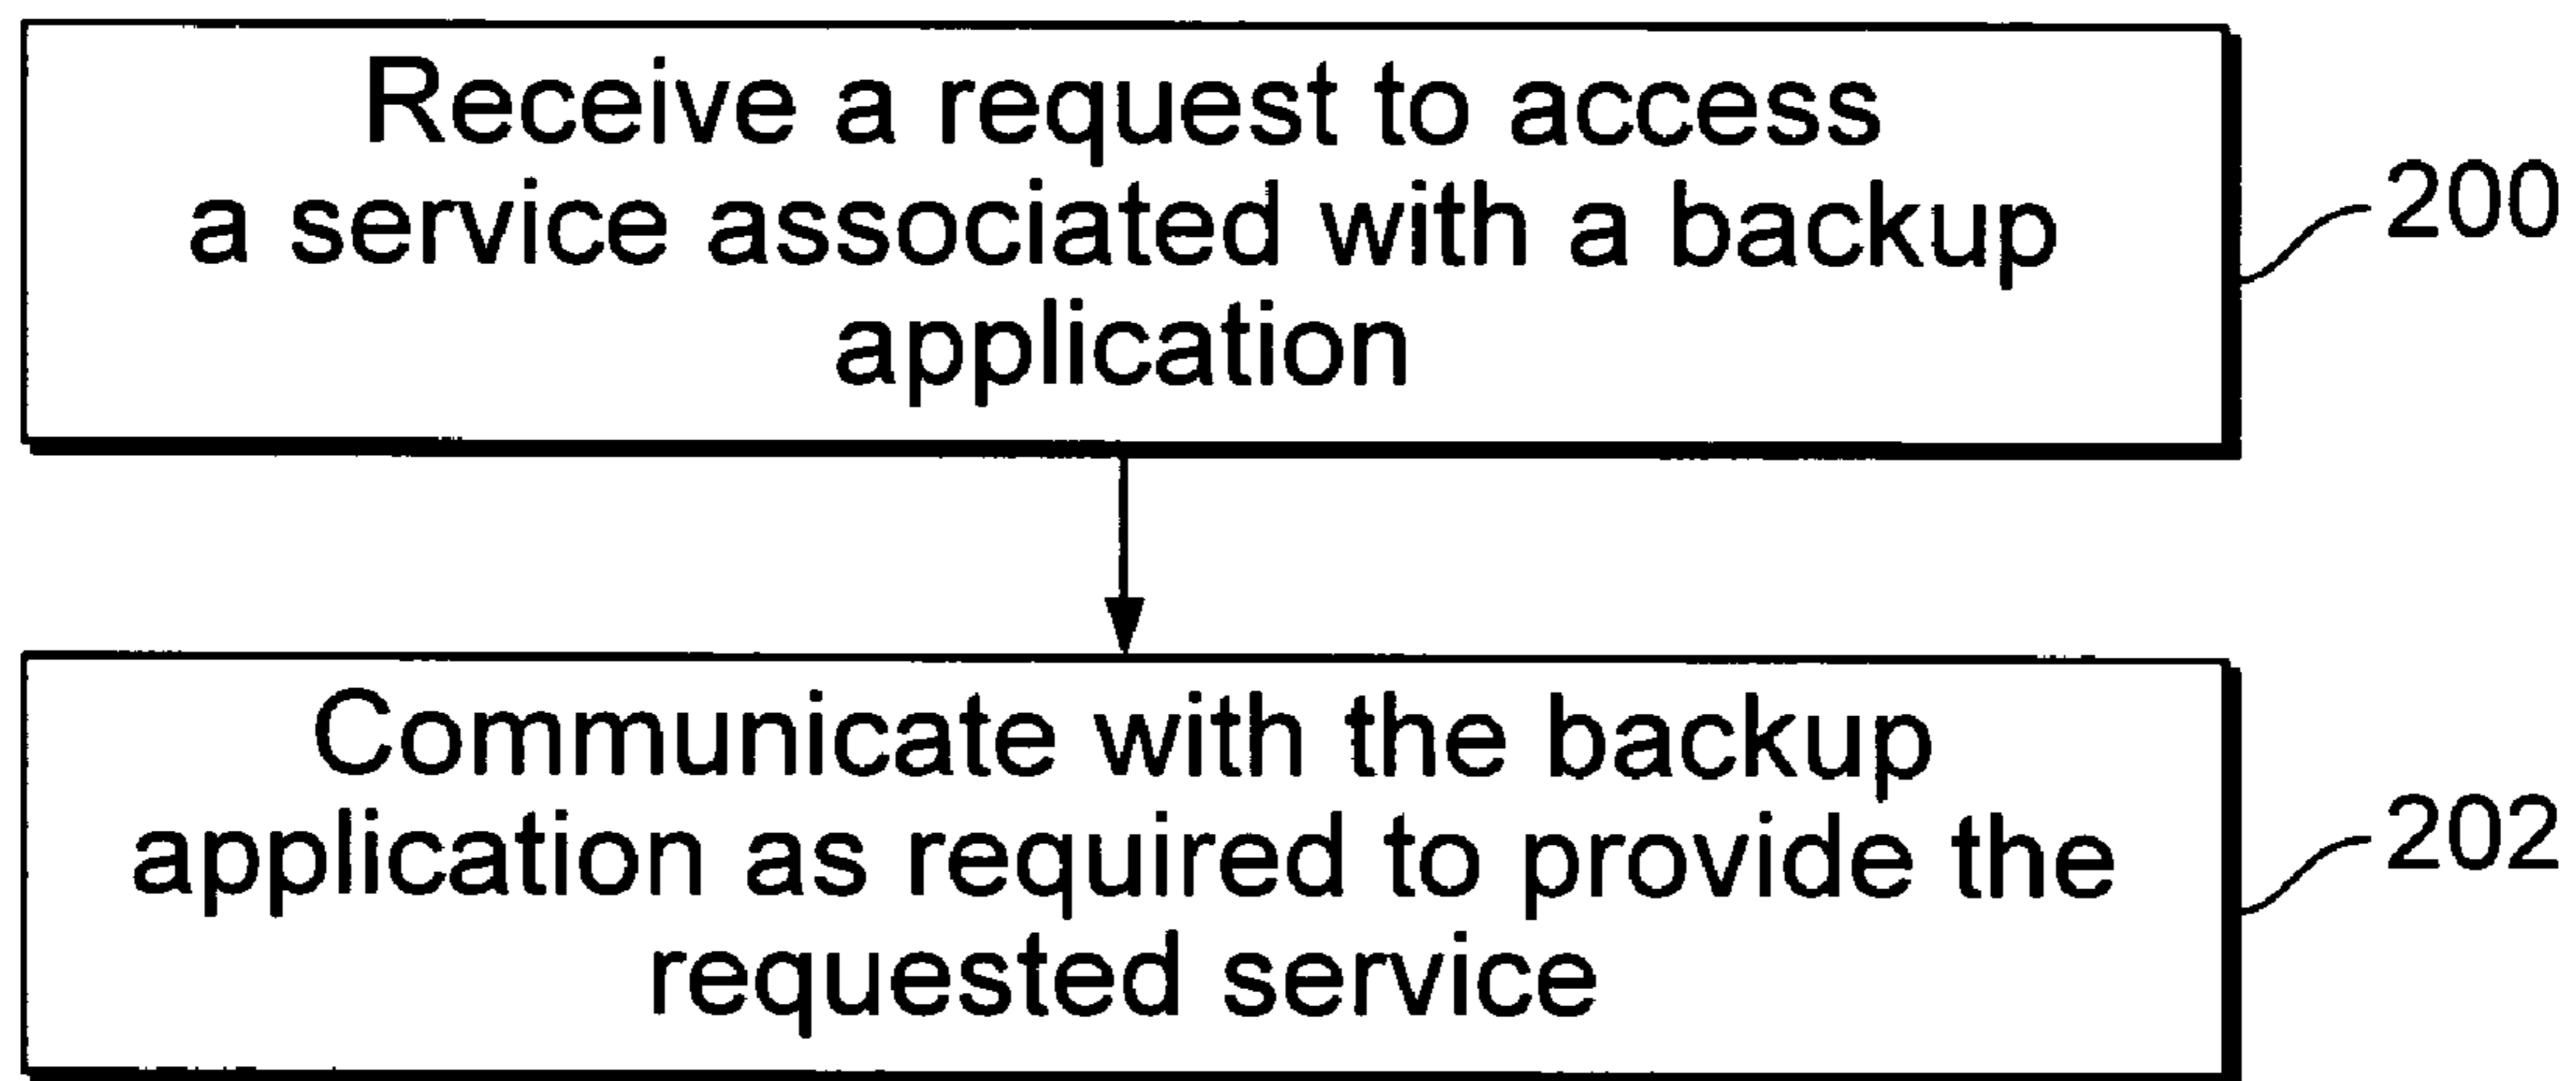 Receive a request to access
a service associated with a backup
application
200
Communicate with the backup
application as required to provide the
requested service
202